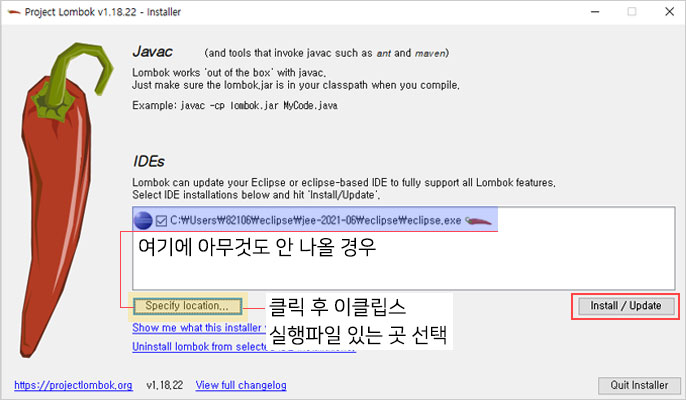 Project Lombok v1.18.22 - Installer
Javac (and tools that invoke javac such as ant and maven)
Lombok works 'out of the box' with javac.
Just make sure the lombok.jar is in your classpath when you compile.
Example: javac -cp lombok.jar MyCode.java
IDEs
Lombok can update your Eclipse or eclipse-based IDE to fully support all Lombok features.
Select IDE installations below and hit 'Install/Update'.
C:₩Users₩82106₩eclipse₩jee-2021-06₩eclipse₩eclipse.exe
여기에 아무것도 안 나올 경우
Specify location...
클릭 후 이클립스
실행파일 있는 곳 선택
Install / Update
Show me what this installer
Uninstall lombok from selecte
https://projectlombok.org v1.18.22 View full changelog
Quit Installer